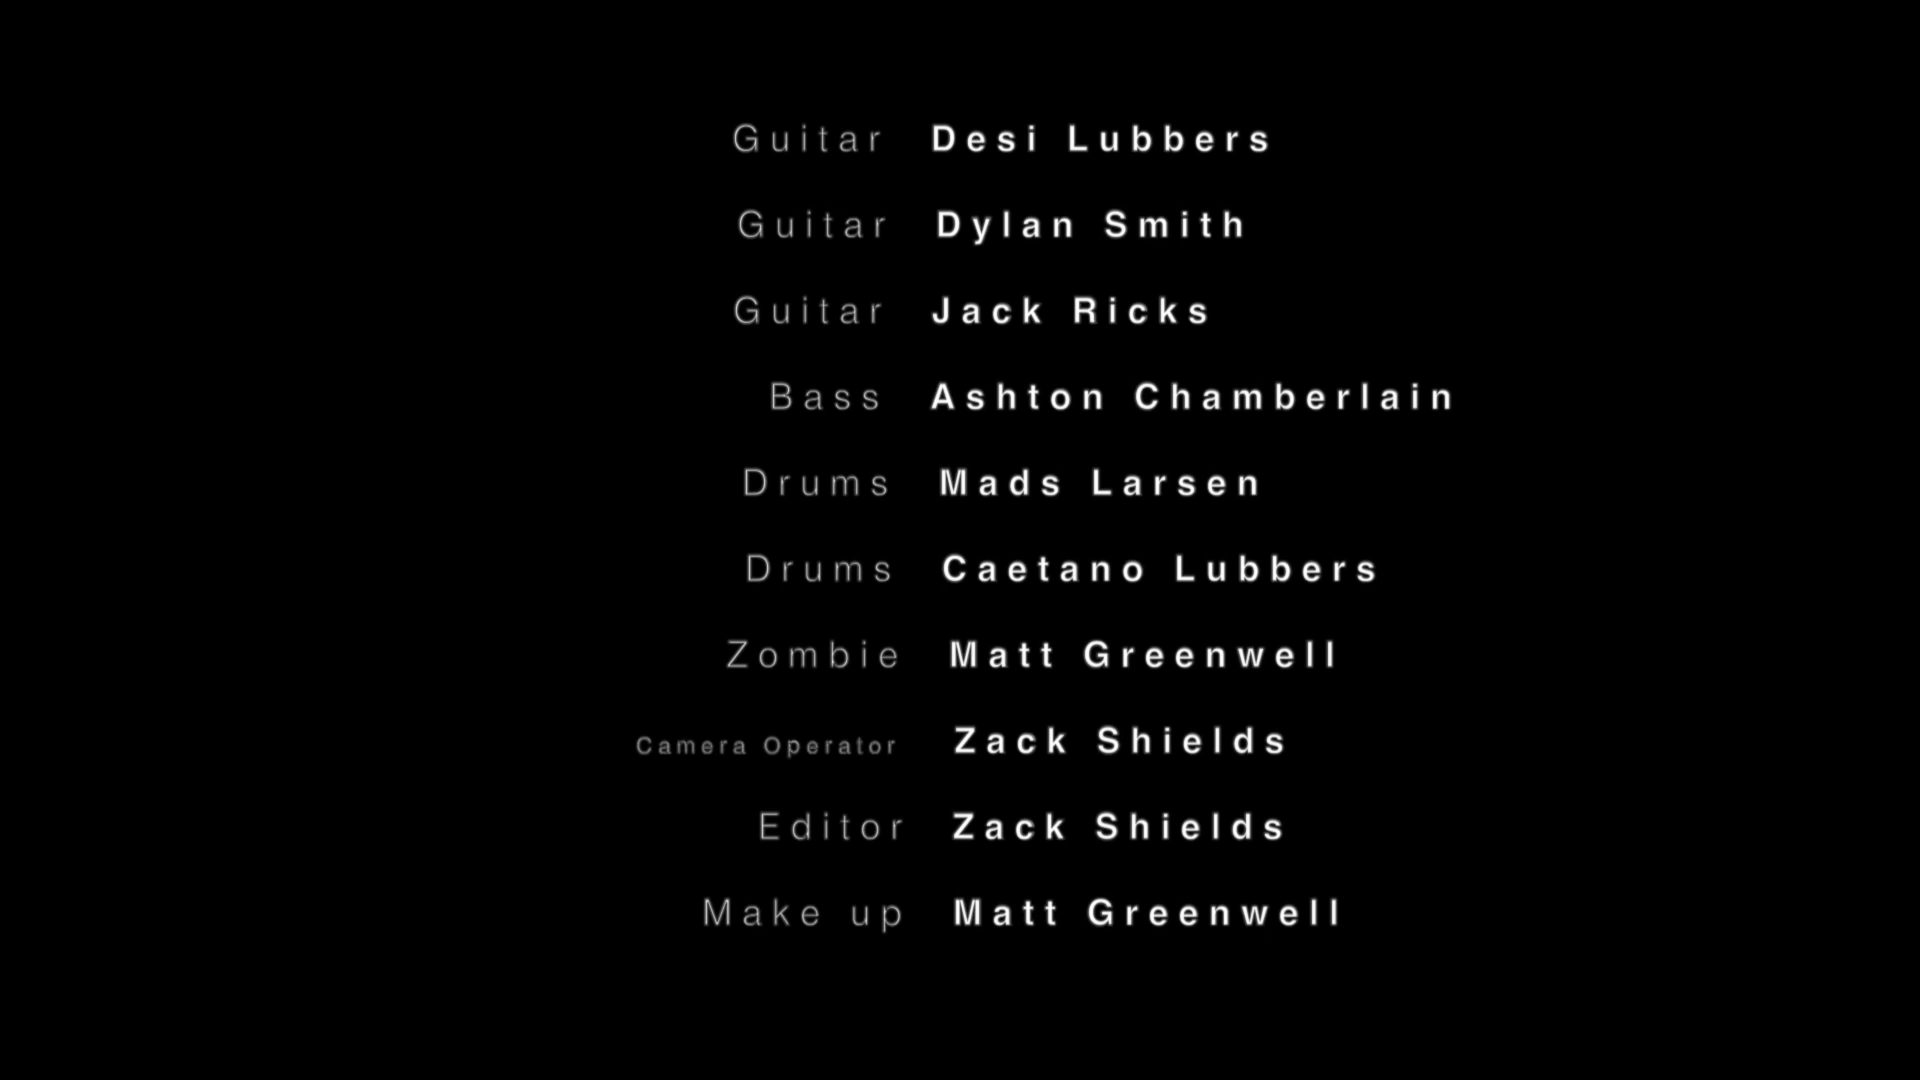 Guitar Desi Lubbers
Guitar Dylan Smith
Guitar Jack Ricks
Bass Ashton Chamberlain
Drums Mads Larsen
Drums Caetano Lubbers
Zombie Matt Greenwell
Camera Operator Zack Shields
Editor Zack Shields
Make up Matt Greenwell